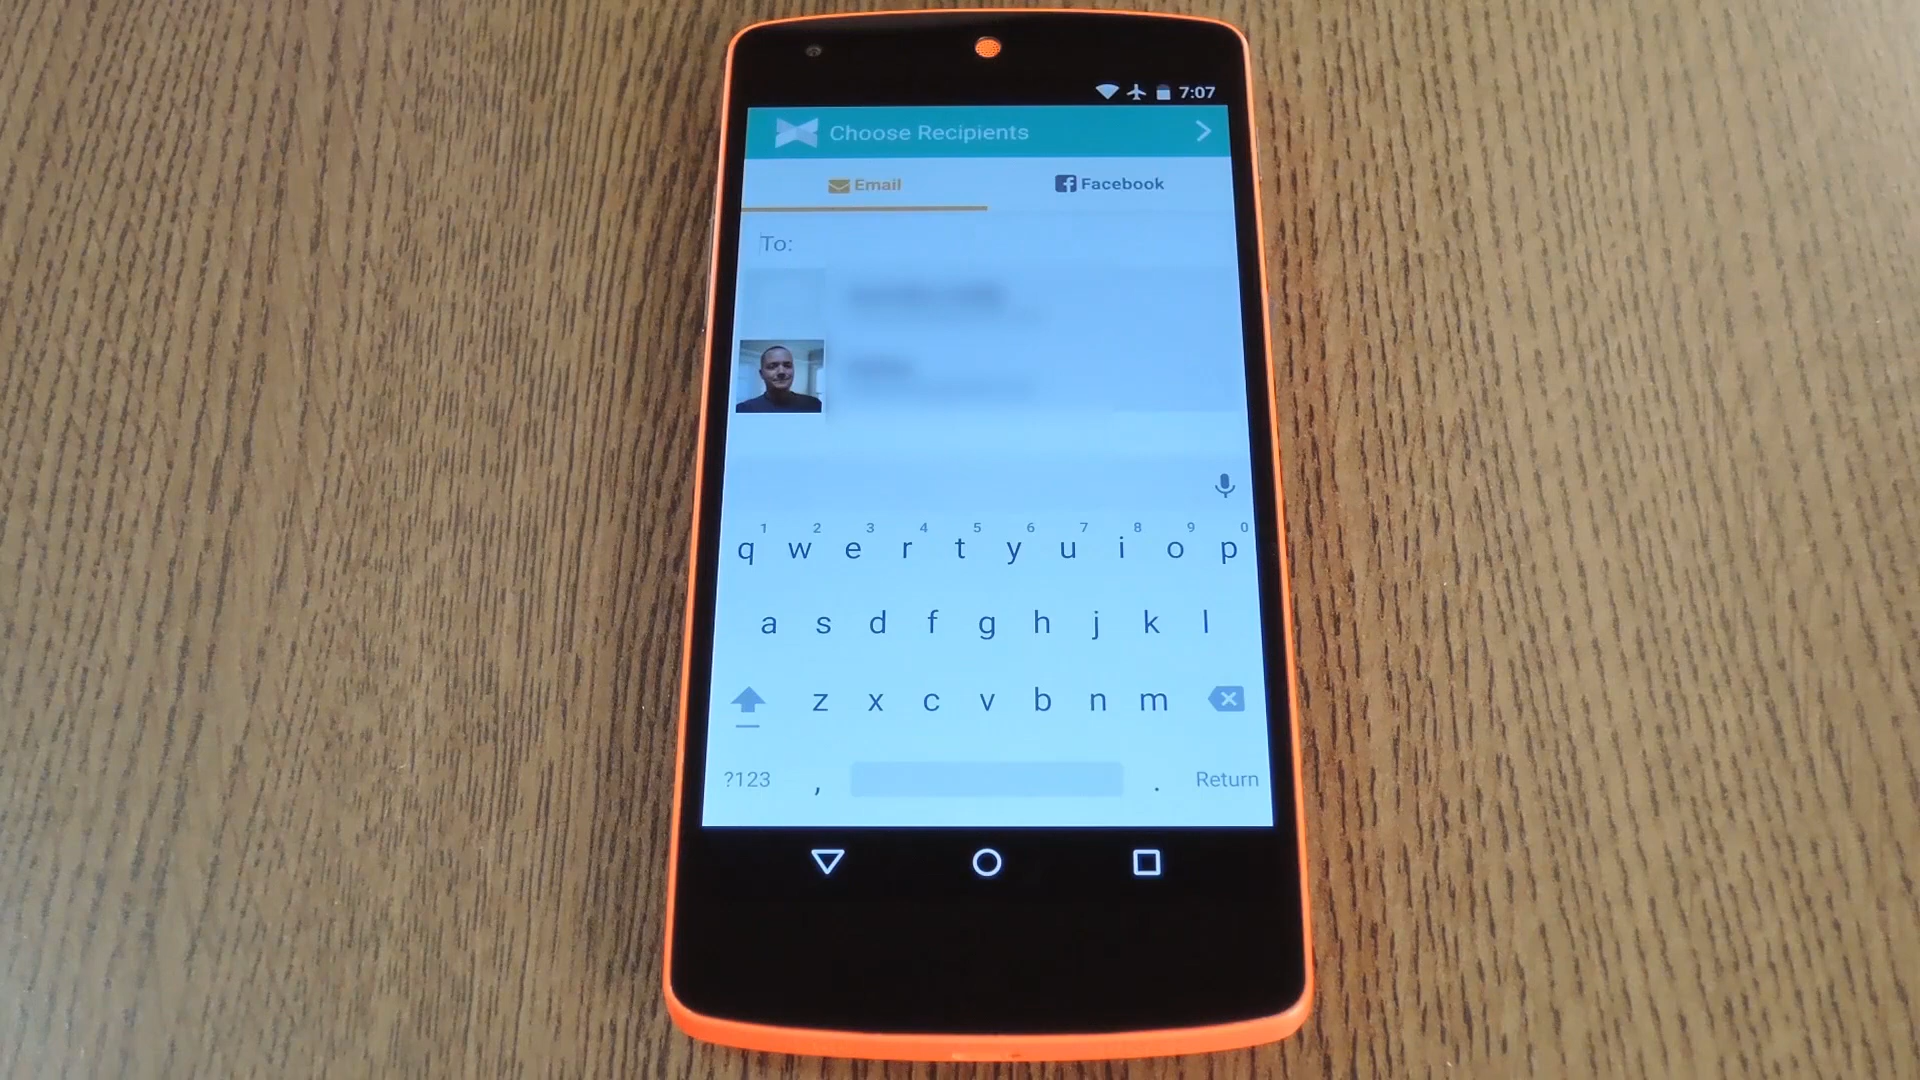 7:07
Choose Recipients
Email Facebook
To:
1 2 3 4 5 6 7 8 9 0
q w e r t y u i o p
a s d f g h j k l
z x c v b n m
?123 , . Return